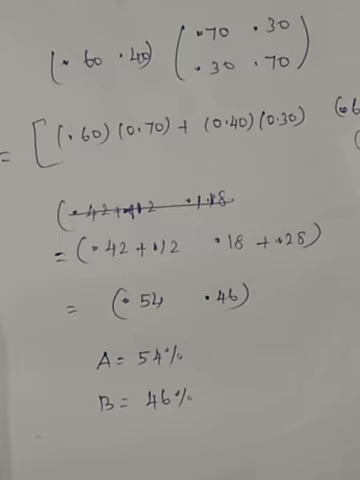 (.60 .40) (.70 .30
.30 .70)
= [(.60)(0.70) + (0.40)(0.30) (.6
(
= (.42 + .12 .18 + .28)
= (.54 .46)
A = 54%
B = 46%